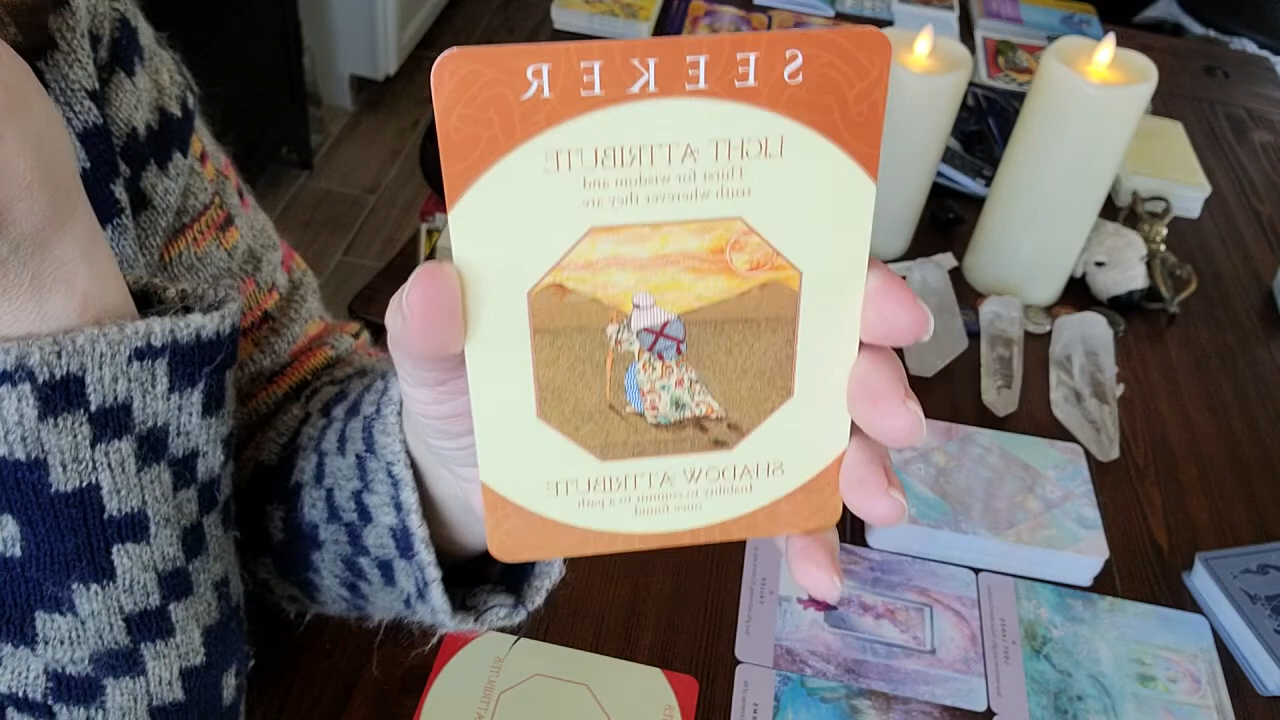 SEEKER
LIGHT ATTRIBUTE
Thirst for wisdom and
truth wherever they are
SHADOW ATTRIBUTE
Inability to commit to a path
once found